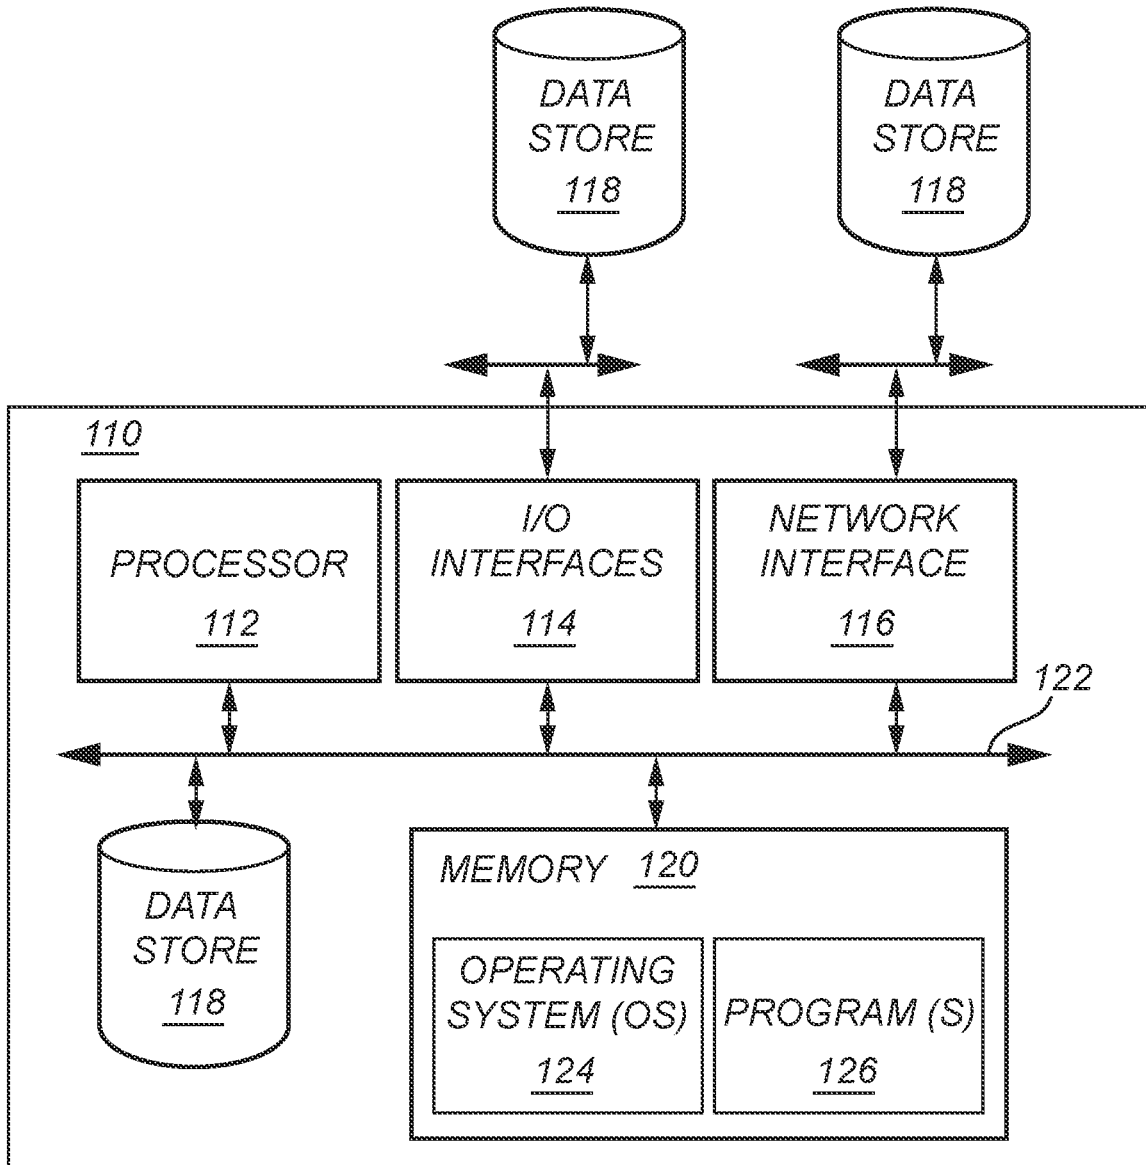 DATA
STORE
118
DATA
STORE
118
110
PROCESSOR
112
I/O
INTERFACES
114
NETWORK
INTERFACE
116
122
DATA
STORE
118
MEMORY 120
OPERATING
SYSTEM (OS)
124
PROGRAM (S)
126